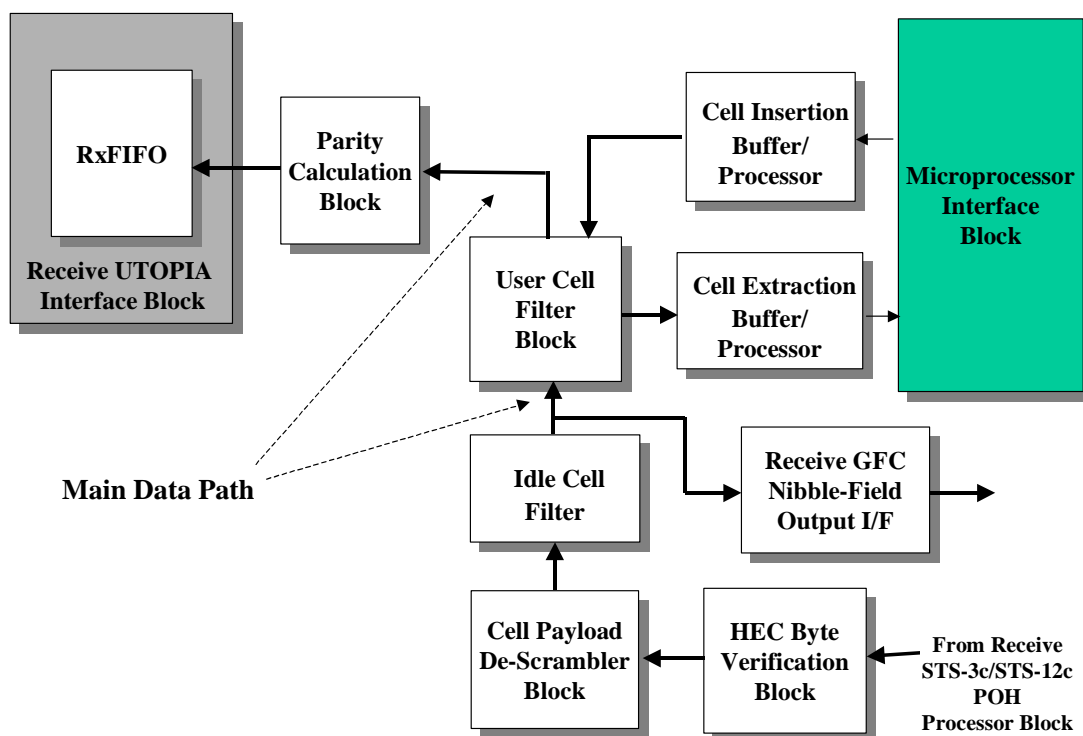 RxFIFO
Receive UTOPIA
Interface Block
Parity
Calculation
Block
Cell Insertion
Buffer/
Processor
Microprocessor
Interface
Block
User Cell
Filter
Block
Cell Extraction
Buffer/
Processor
Main Data Path
Idle Cell
Filter
Receive GFC
Nibble-Field
Output I/F
Cell Payload
De-Scrambler
Block
HEC Byte
Verification
Block
From Receive
STS-3c/STS-12c
POH
Processor Block